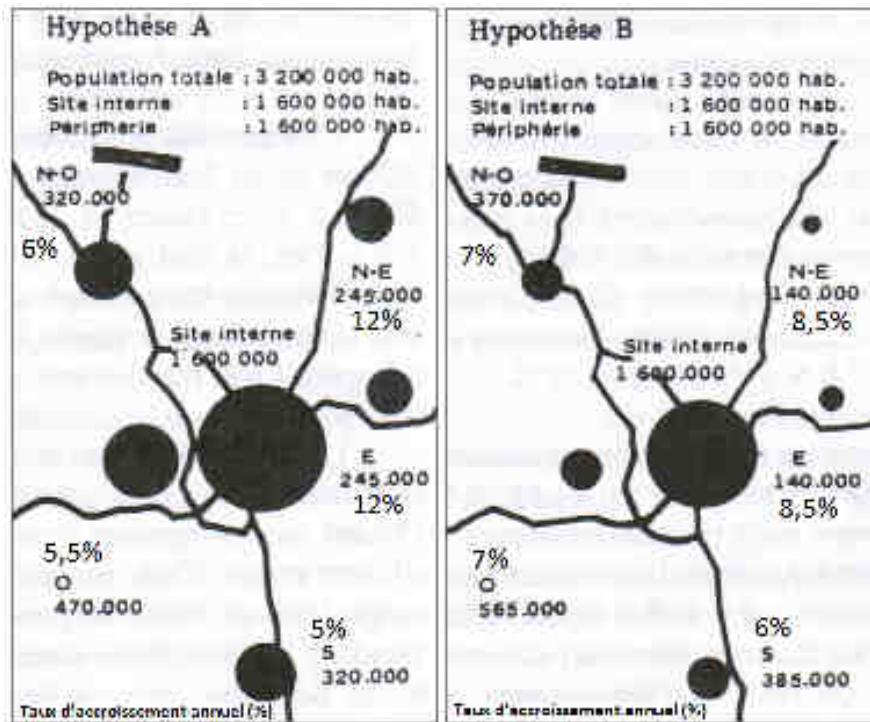 Hypothèse A
Population totale : 3 200 000 hab.
Site interne : 1 600 000 hab.
Périphérie : 1 600 000 hab.
N-O
320.000
6%
N-E
245.000
12%
Site interne
1 600 000
E
245.000
12%
5,5%
O
470.000
5%
S
320.000
Taux d'accroissement annuel (%)
Hypothèse B
Population totale : 3 200 000 hab.
Site interne : 1 600 000 hab.
Périphérie : 1 600 000 hab.
N-O
370.000
7%
N-E
140.000
8,5%
Site interne
1 600.000
E
140.000
8,5%
7%
O
565.000
6%
S
385.000
Taux d'accroissement annuel (%)